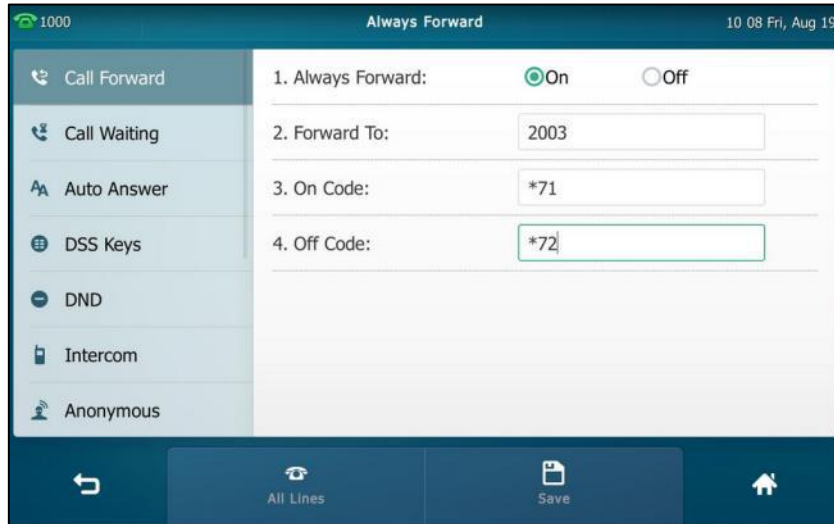 1000 Always Forward 10 08 Fri, Aug 19
Call Forward
Call Waiting
Auto Answer
DSS Keys
DND
Intercom
Anonymous
1. Always Forward: On Off
2. Forward To: 2003
3. On Code: *71
4. Off Code: *72
All Lines
Save